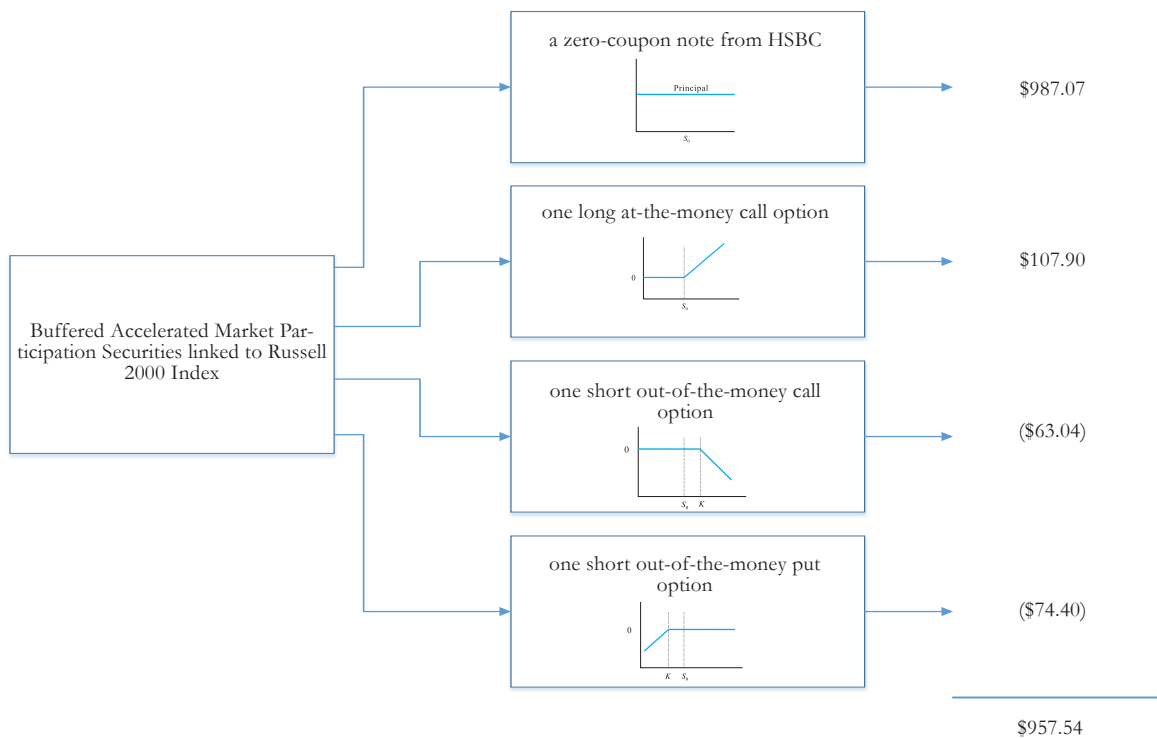 a zero-coupon note from HSBC
Principal
S₀
$987.07
one long at-the-money call option
0
S₀
$107.90
Buffered Accelerated Market Par-
ticipation Securities linked to Russell
2000 Index
one short out-of-the-money call
option
0
S₀ K
($63.04)
one short out-of-the-money put
option
0
K S₀
($74.40)
$957.54